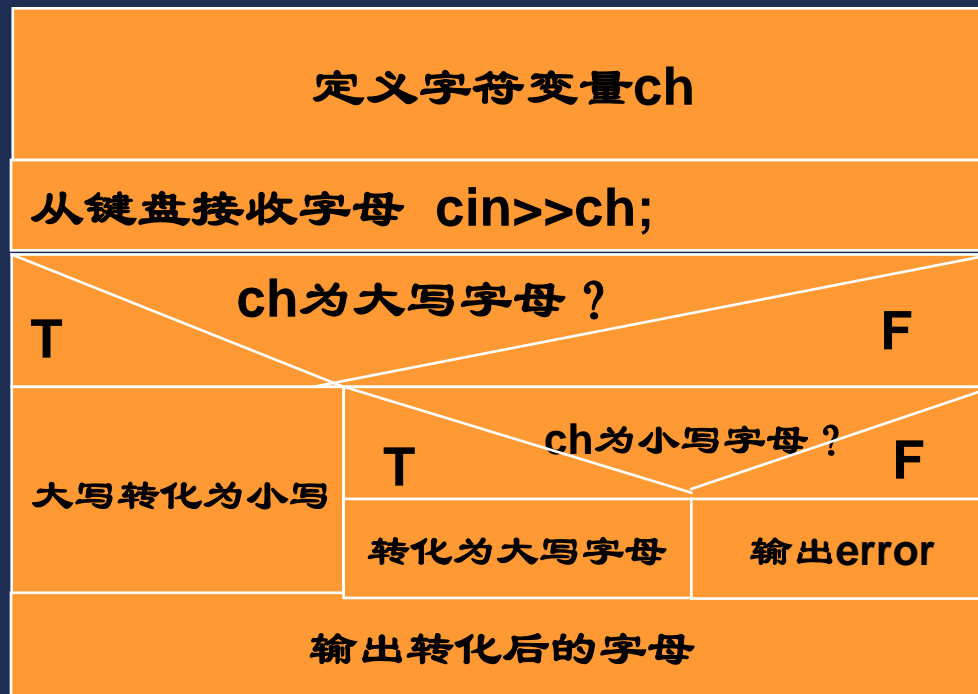 定义字符变量ch
从键盘接收字母 cin>>ch;
ch为大写字母？
T
F
ch为小写字母？
T
F
大写转化为小写
转化为大写字母
输出error
输出转化后的字母